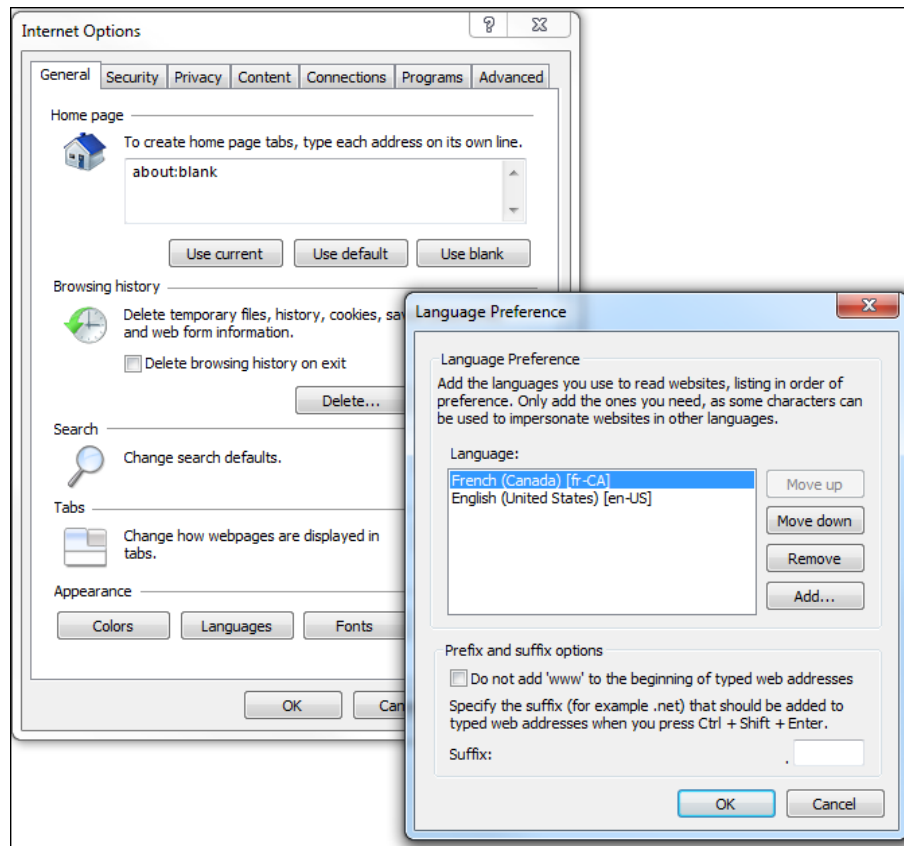 Internet Options
General Security Privacy Content Connections Programs Advanced
Home page
To create home page tabs, type each address on its own line.
about:blank
Use current Use default Use blank
Browsing history
Delete temporary files, history, cookies,
and web form information.
Delete browsing history on exit
Delete...
Search
Change search defaults.
Tabs
Change how webpages are displayed in
tabs.
Appearance
Colors Languages Fonts
OK
Language Preference
Language Preference
Add the languages you use to read websites, listing in order of
preference. Only add the ones you need, as some characters can
be used to impersonate websites in other languages.
Language:
French (Canada) [fr-CA]
English (United States) [en-US]
Move up
Move down
Remove
Add...
Prefix and suffix options
Do not add 'www' to the beginning of typed web addresses
Specify the suffix (for example .net) that should be added to
typed web addresses when you press Ctrl + Shift + Enter.
Suffix: .
OK Cancel